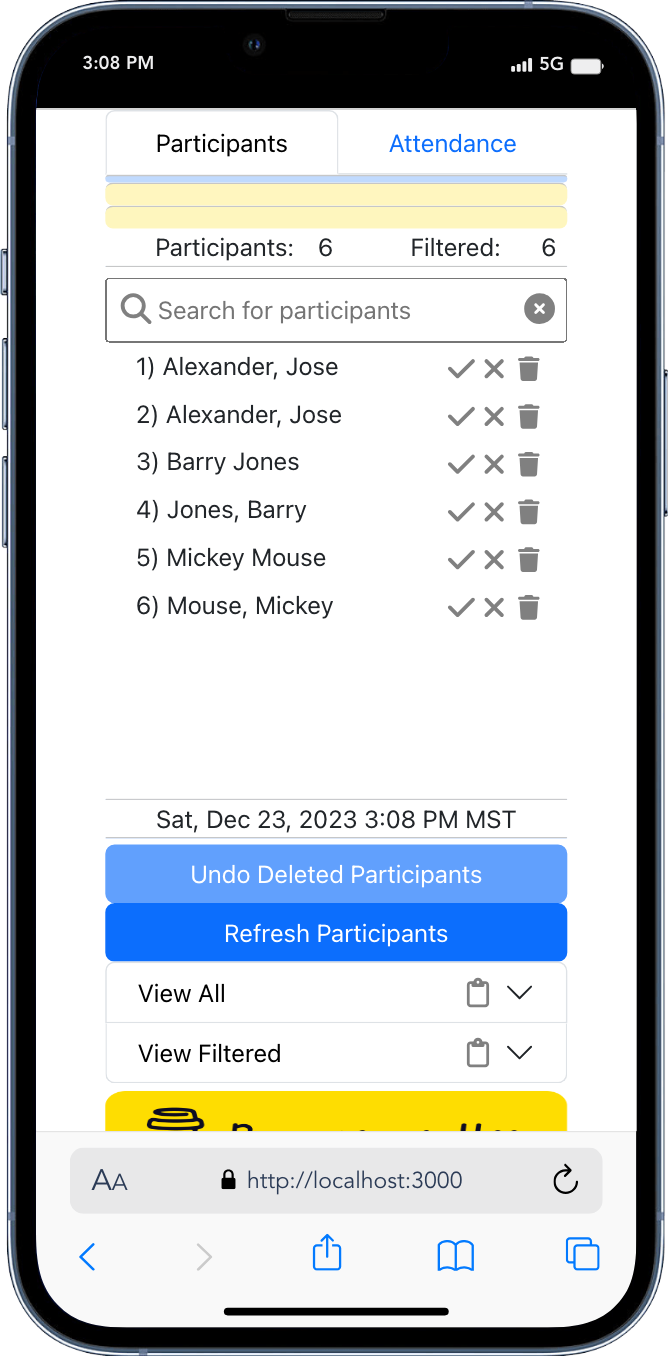 3:08 PM 5G
Participants Attendance
Participants: 6 Filtered: 6
Search for participants
1) Alexander, Jose
2) Alexander, Jose
3) Barry Jones
4) Jones, Barry
5) Mickey Mouse
6) Mouse, Mickey
Sat, Dec 23, 2023 3:08 PM MST
Undo Deleted Participants
Refresh Participants
View All
View Filtered
AA http://localhost:3000